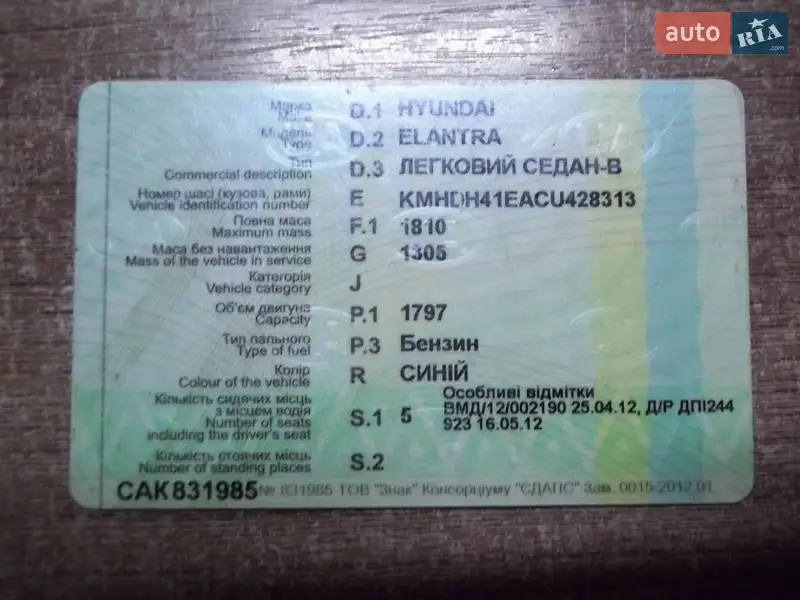 auto RIA .com
Марка
Make D.1 HYUNDAI
Модель
Type D.2 ELANTRA
Тип
Commercial description D.3 ЛЕГКОВИЙ СЕДАН-В
Номер шасі (кузова, рами)
Vehicle identification number E KMHDH41EACU428313
Повна маса
Maximum mass F.1 1810
Маса без навантаження
Mass of the vehicle in service G 1305
Категорія
Vehicle category J
Об'єм двигуна
Capacity P.1 1797
Тип пального
Type of fuel P.3 Бензин
Колір
Colour of the vehicle R СИНІЙ
Кількість сидячих місць
з місцем водія
Number of seats
including the driver's seat S.1 5
Особливі відмітки
ВМД/12/002190 25.04.12, Д/Р ДПІ244
923 16.05.12
Кількість стоячих місць
Number of standing places S.2
САК831985 № 831985 ТОВ "Знак" Консорціуму "ЄДАПС" Зам. 0015-2012.01